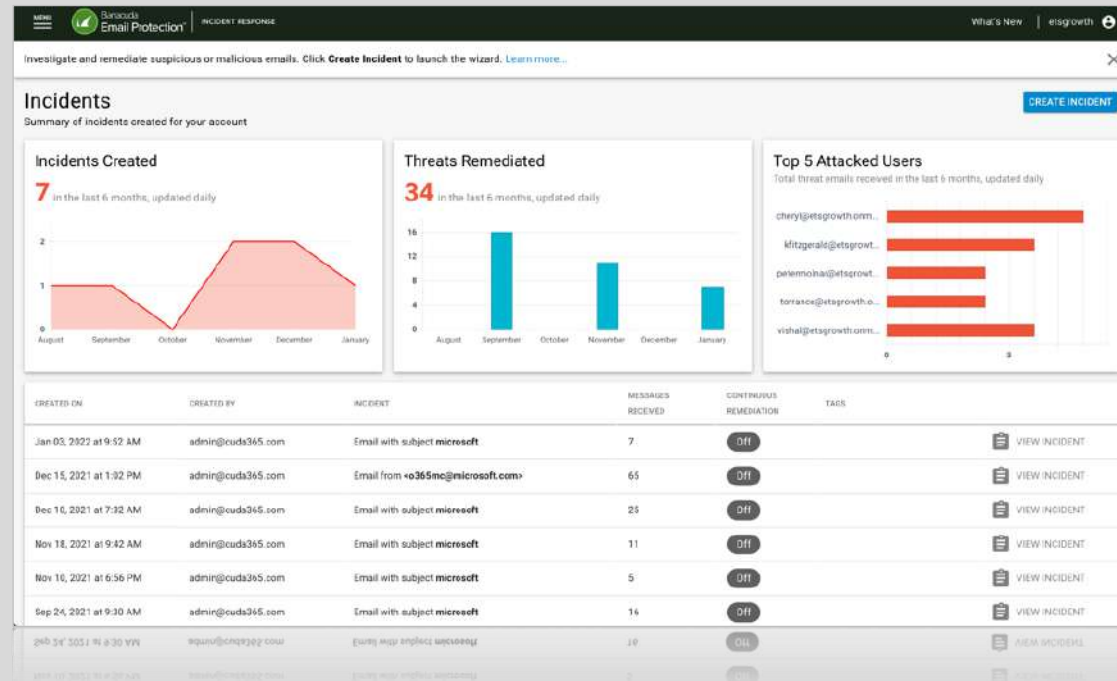 MENU
Barracuda
Email Protection
INCIDENT RESPONSE
What's New
etsgrowth
Investigate and remediate suspicious or malicious emails. Click Create Incident to launch the wizard. Learn more...
Incidents
Summary of incidents created for your account
CREATE INCIDENT
Incidents Created
7 in the last 6 months, updated daily
2
1
0
August September October November December January
Threats Remediated
34 in the last 6 months, updated daily
16
12
8
4
0
August September October November December January
Top 5 Attacked Users
Total threat emails received in the last 6 months, updated daily
cheryl@etsgrowth.onm...
kfitzgerald@etsgrowt...
petermolnar@etsgrowt...
torrance@etsgrowth.o...
vishal@etsgrowth.onm...
0
CREATED ON CREATED BY INCIDENT MESSAGES RECEIVED CONTINUOUS REMEDIATION TAGS
Jan 03, 2022 at 9:52 AM admin@cuda365.com Email with subject microsoft 7 Off VIEW INCIDENT
Dec 15, 2021 at 1:02 PM admin@cuda365.com Email from <o365mc@microsoft.com> 65 Off VIEW INCIDENT
Dec 10, 2021 at 7:32 AM admin@cuda365.com Email with subject microsoft 25 Off VIEW INCIDENT
Nov 18, 2021 at 9:42 AM admin@cuda365.com Email with subject microsoft 11 Off VIEW INCIDENT
Nov 10, 2021 at 6:56 PM admin@cuda365.com Email with subject microsoft 5 Off VIEW INCIDENT
Sep 24, 2021 at 9:30 AM admin@cuda365.com Email with subject microsoft 16 Off VIEW INCIDENT